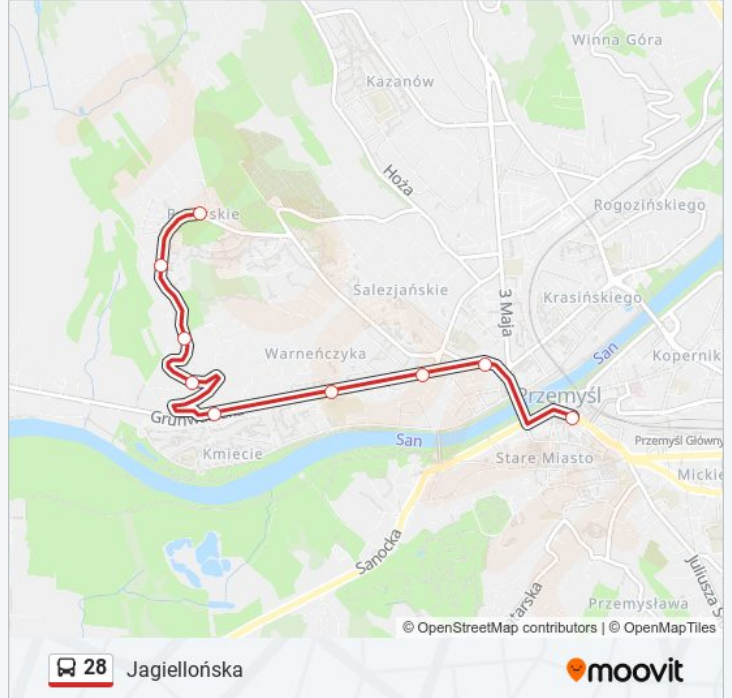 Winna Góra
Kazanów
Hoża
Rogozińskiego
Salezjańskie
3 Maja
Krasińskiego
San
Warneńczyka
Kopernik
Przemyśl
San
Przemyśl Główny
Kmiecie
Stare Miasto
Mickie
Sanocka
Juliusza S
tarska
Przemysława
© OpenStreetMap contributors | © OpenMapTiles
28 Jagiellońska
moovit